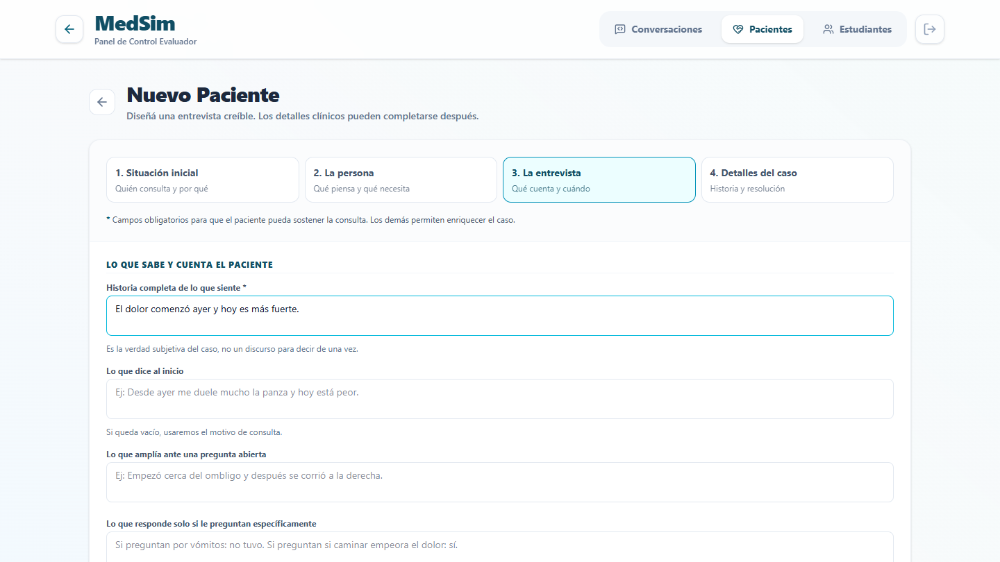 MedSim
Panel de Control Evaluador
Conversaciones
Pacientes
Estudiantes
Nuevo Paciente
Diseñá una entrevista creíble. Los detalles clínicos pueden completarse después.
1. Situación inicial
Quién consulta y por qué
2. La persona
Qué piensa y qué necesita
3. La entrevista
Qué cuenta y cuándo
4. Detalles del caso
Historia y resolución
* Campos obligatorios para que el paciente pueda sostener la consulta. Los demás permiten enriquecer el caso.
LO QUE SABE Y CUENTA EL PACIENTE
Historia completa de lo que siente *
El dolor comenzó ayer y hoy es más fuerte.
Es la verdad subjetiva del caso, no un discurso para decir de una vez.
Lo que dice al inicio
Ej: Desde ayer me duele mucho la panza y hoy está peor.
Si queda vacío, usaremos el motivo de consulta.
Lo que amplía ante una pregunta abierta
Ej: Empezó cerca del ombligo y después se corrió a la derecha.
Lo que responde solo si le preguntan específicamente
Si preguntan por vómitos: no tuvo. Si preguntan si caminar empeora el dolor: sí.